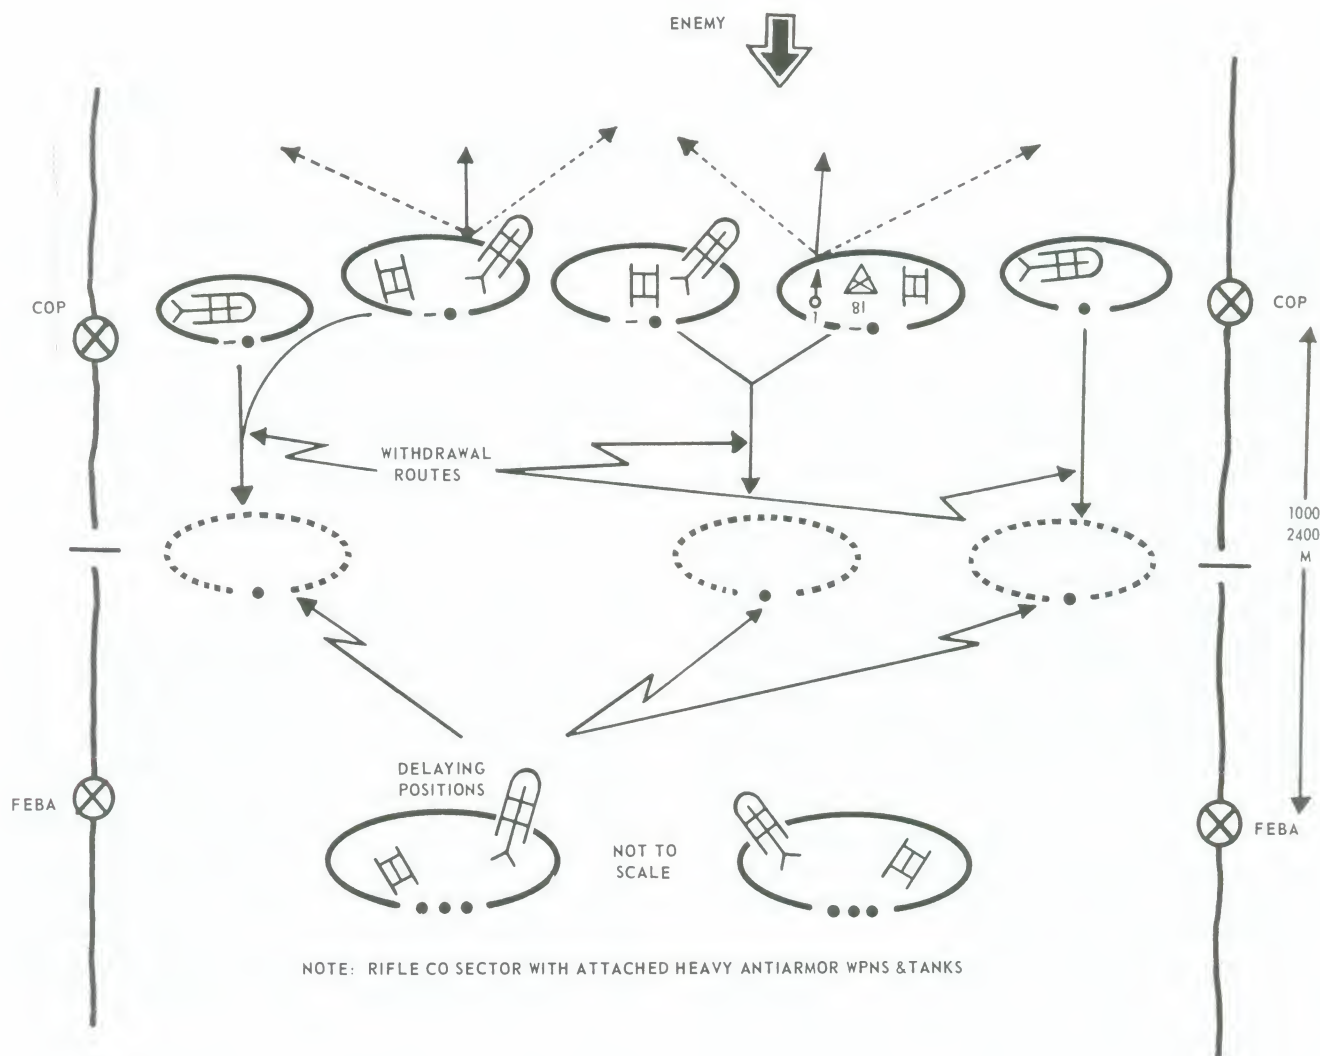 ENEMY
COP
COP
1
81
WITHDRAWAL
ROUTES
1000
2400
M
DELAYING
POSITIONS
FEBA
FEBA
NOT TO
SCALE
NOTE: RIFLE CO SECTOR WITH ATTACHED HEAVY ANTIARMOR WPNS & TANKS